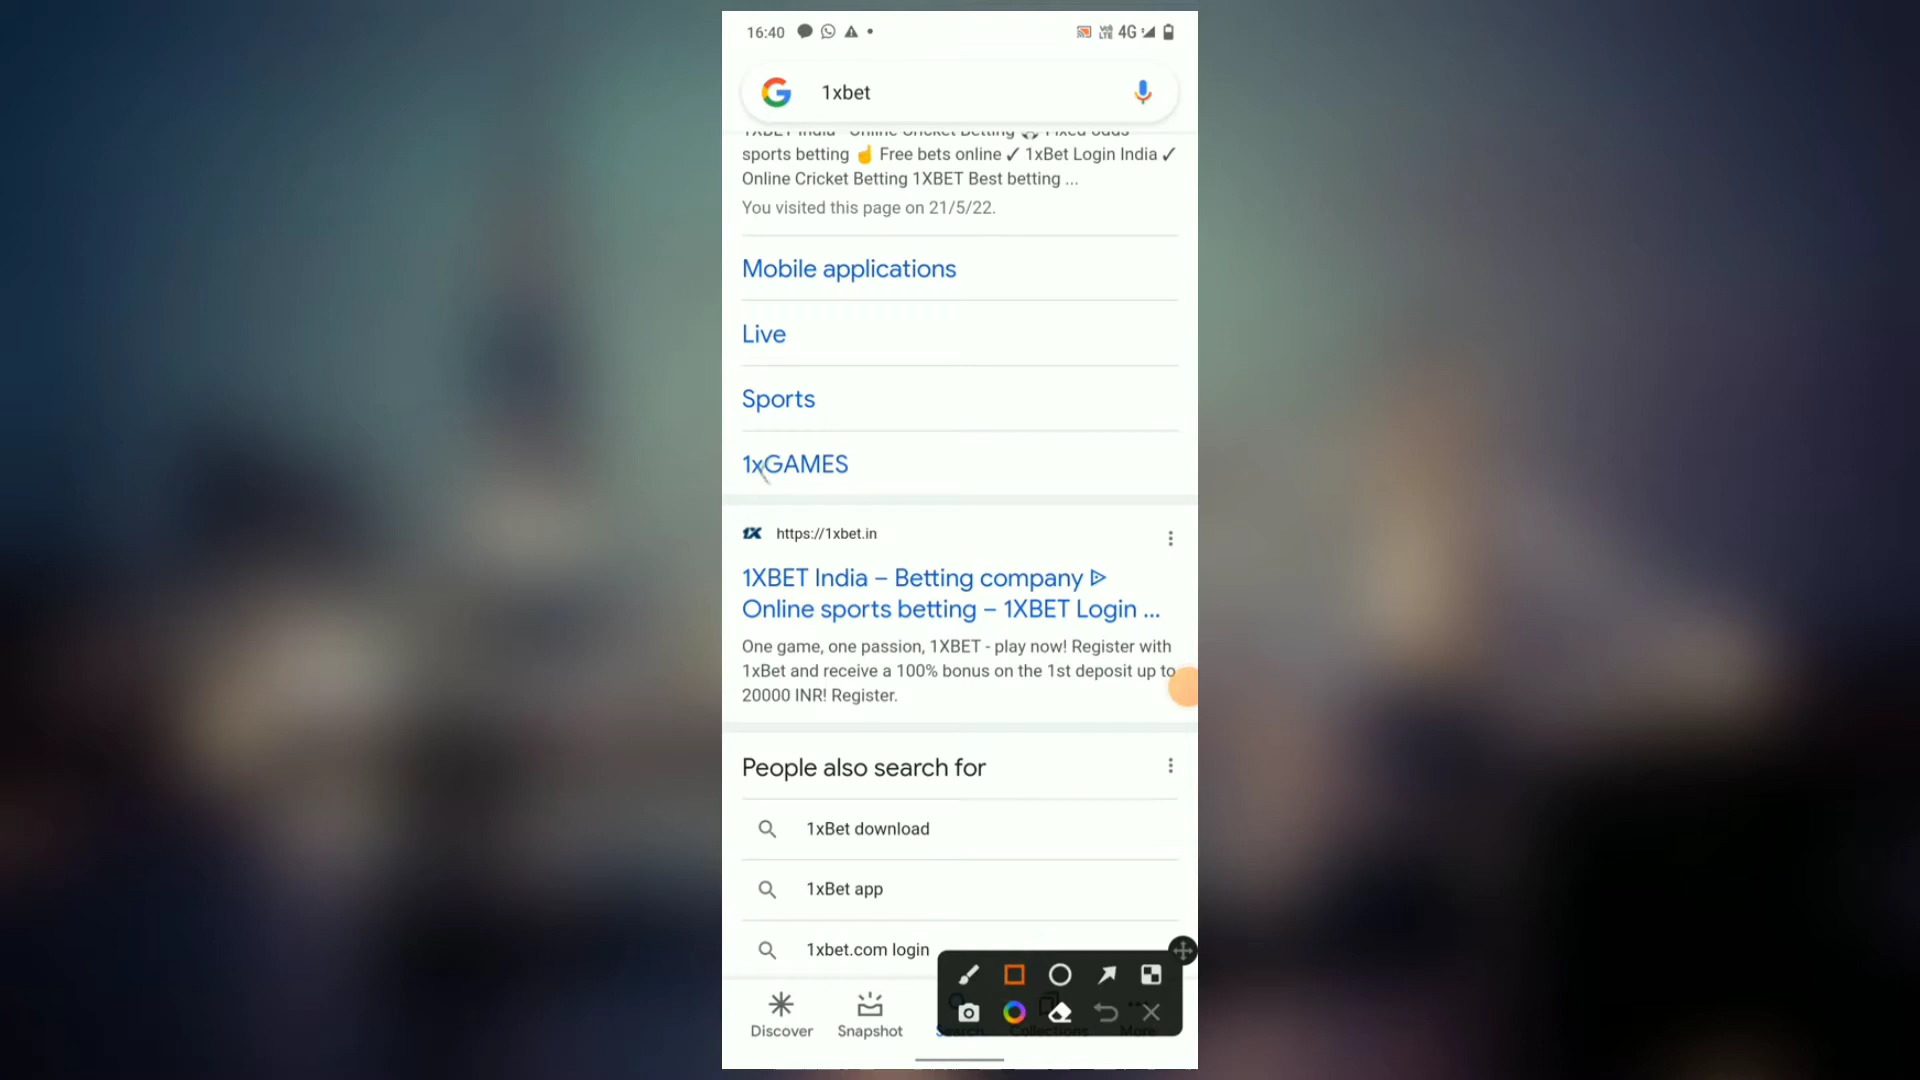 16:40
4G
1xbet
1XBET India - Online Cricket Betting ⚽ Fixed odds
sports betting ☝ Free bets online ✓ 1xBet Login India ✓
Online Cricket Betting 1XBET Best betting ...
You visited this page on 21/5/22.
Mobile applications
Live
Sports
1xGAMES
1X https://1xbet.in
1XBET India – Betting company ᐅ
Online sports betting – 1XBET Login ...
One game, one passion, 1XBET - play now! Register with
1xBet and receive a 100% bonus on the 1st deposit up to
20000 INR! Register.
People also search for
1xBet download
1xBet app
1xbet.com login
Discover
Snapshot
Search
Collections
More